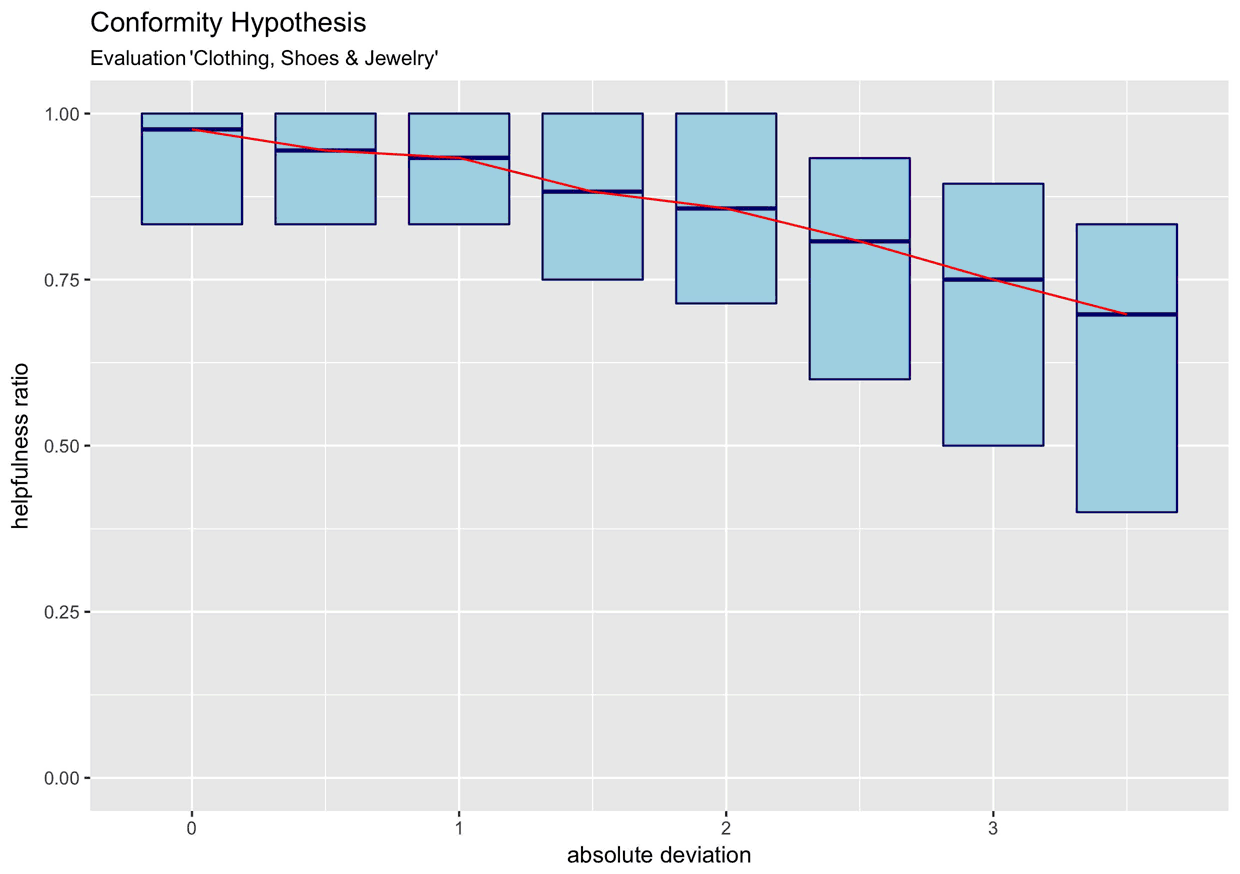 Conformity Hypothesis
Evaluation 'Clothing, Shoes & Jewelry'
1.00
0.75
0.50
0.25
0.00
helpfulness ratio
0 1 2 3
absolute deviation